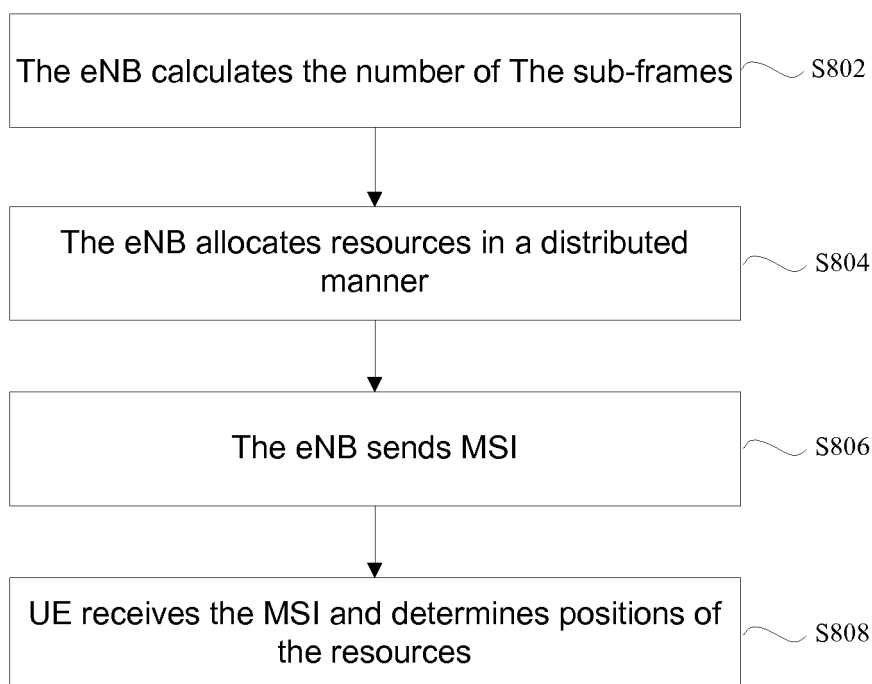 The eNB calculates the number of The sub-frames
S802
The eNB allocates resources in a distributed
manner
S804
The eNB sends MSI
S806
UE receives the MSI and determines positions of
the resources
S808